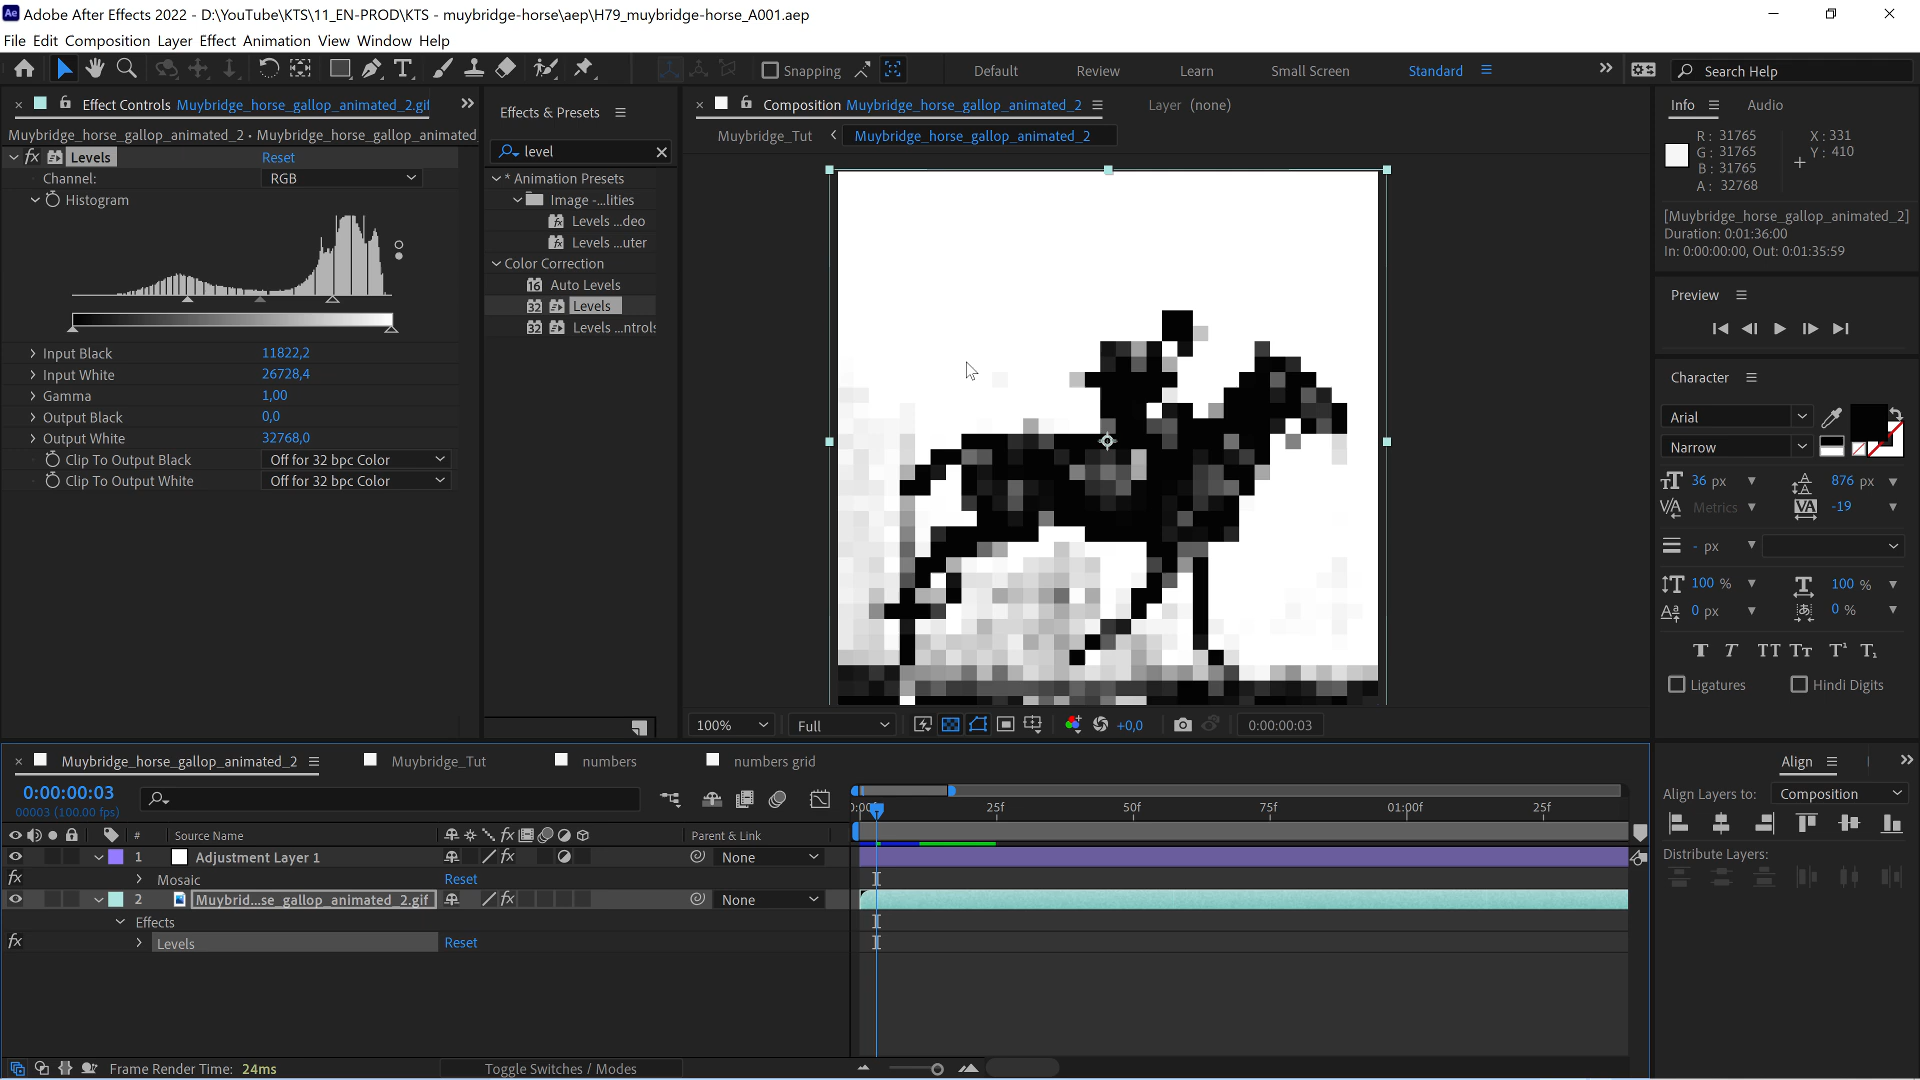 Adobe After Effects 2022 - D:\YouTube\KTS\11_EN-PROD\KTS - muybridge-horse\aep\H79_muybridge-horse_A001.aep
File Edit Composition Layer Effect Animation View Window Help
Snapping
Default
Review
Learn
Small Screen
Standard
Search Help
Effect Controls Muybridge_horse_gallop_animated_2.gif
Muybridge_horse_gallop_animated_2 • Muybridge_horse_gallop_animated
fx Levels Reset
Channel: RGB
Histogram
Input Black 11822,2
Input White 26728,4
Gamma 1,00
Output Black 0,0
Output White 32768,0
Clip To Output Black Off for 32 bpc Color
Clip To Output White Off for 32 bpc Color
Effects & Presets
level
* Animation Presets
Image -...lities
Levels ...deo
Levels ...uter
Color Correction
16 Auto Levels
32 Levels
32 Levels ...ntrols
Composition Muybridge_horse_gallop_animated_2
Layer (none)
Muybridge_Tut
Muybridge_horse_gallop_animated_2
100%
Full
+0,0
0:00:00:03
Info
Audio
R: 31765
G: 31765
B: 31765
A: 32768
X: 331
Y: 410
[Muybridge_horse_gallop_animated_2]
Duration: 0:01:36:00
In: 0:00:00:00, Out: 0:01:35:59
Preview
Character
Arial
Narrow
36 px
876 px
Metrics
-19
- px
100 %
100 %
0 px
0 %
T T TT Tт T¹ T₁
Ligatures
Hindi Digits
Muybridge_horse_gallop_animated_2
Muybridge_Tut
numbers
numbers grid
0:00:00:03
00003 (100.00 fps)
25f
50f
75f
01:00f
25f
# Source Name
Parent & Link
1 Adjustment Layer 1 None
fx Mosaic Reset
2 Muybrid...se_gallop_animated_2.gif None
Effects
fx Levels Reset
Frame Render Time: 24ms
Toggle Switches / Modes
Align
Align Layers to: Composition
Distribute Layers: